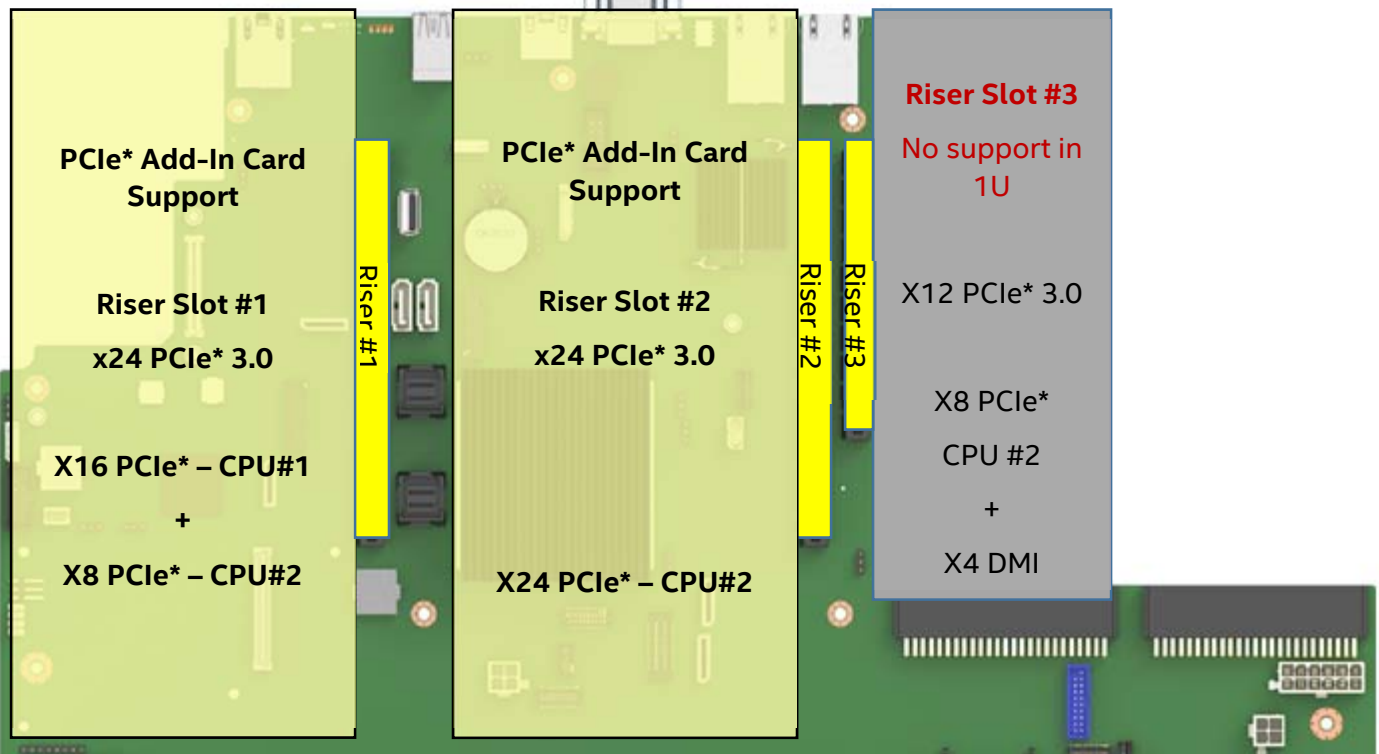 PCIe* Add-In Card
Support
Riser Slot #1
x24 PCIe* 3.0
X16 PCIe* – CPU#1
+
X8 PCIe* – CPU#2
Riser #1
PCIe* Add-In Card
Support
Riser Slot #2
x24 PCIe* 3.0
X24 PCIe* – CPU#2
Riser #2
Riser #3
Riser Slot #3
No support in
1U
X12 PCIe* 3.0
X8 PCIe*
CPU #2
+
X4 DMI